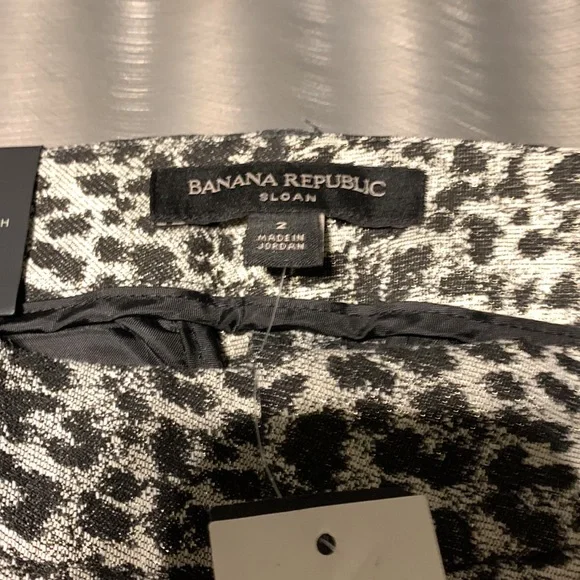 BANANA REPUBLIC
SLOAN
2
MADE IN
JORDAN
H